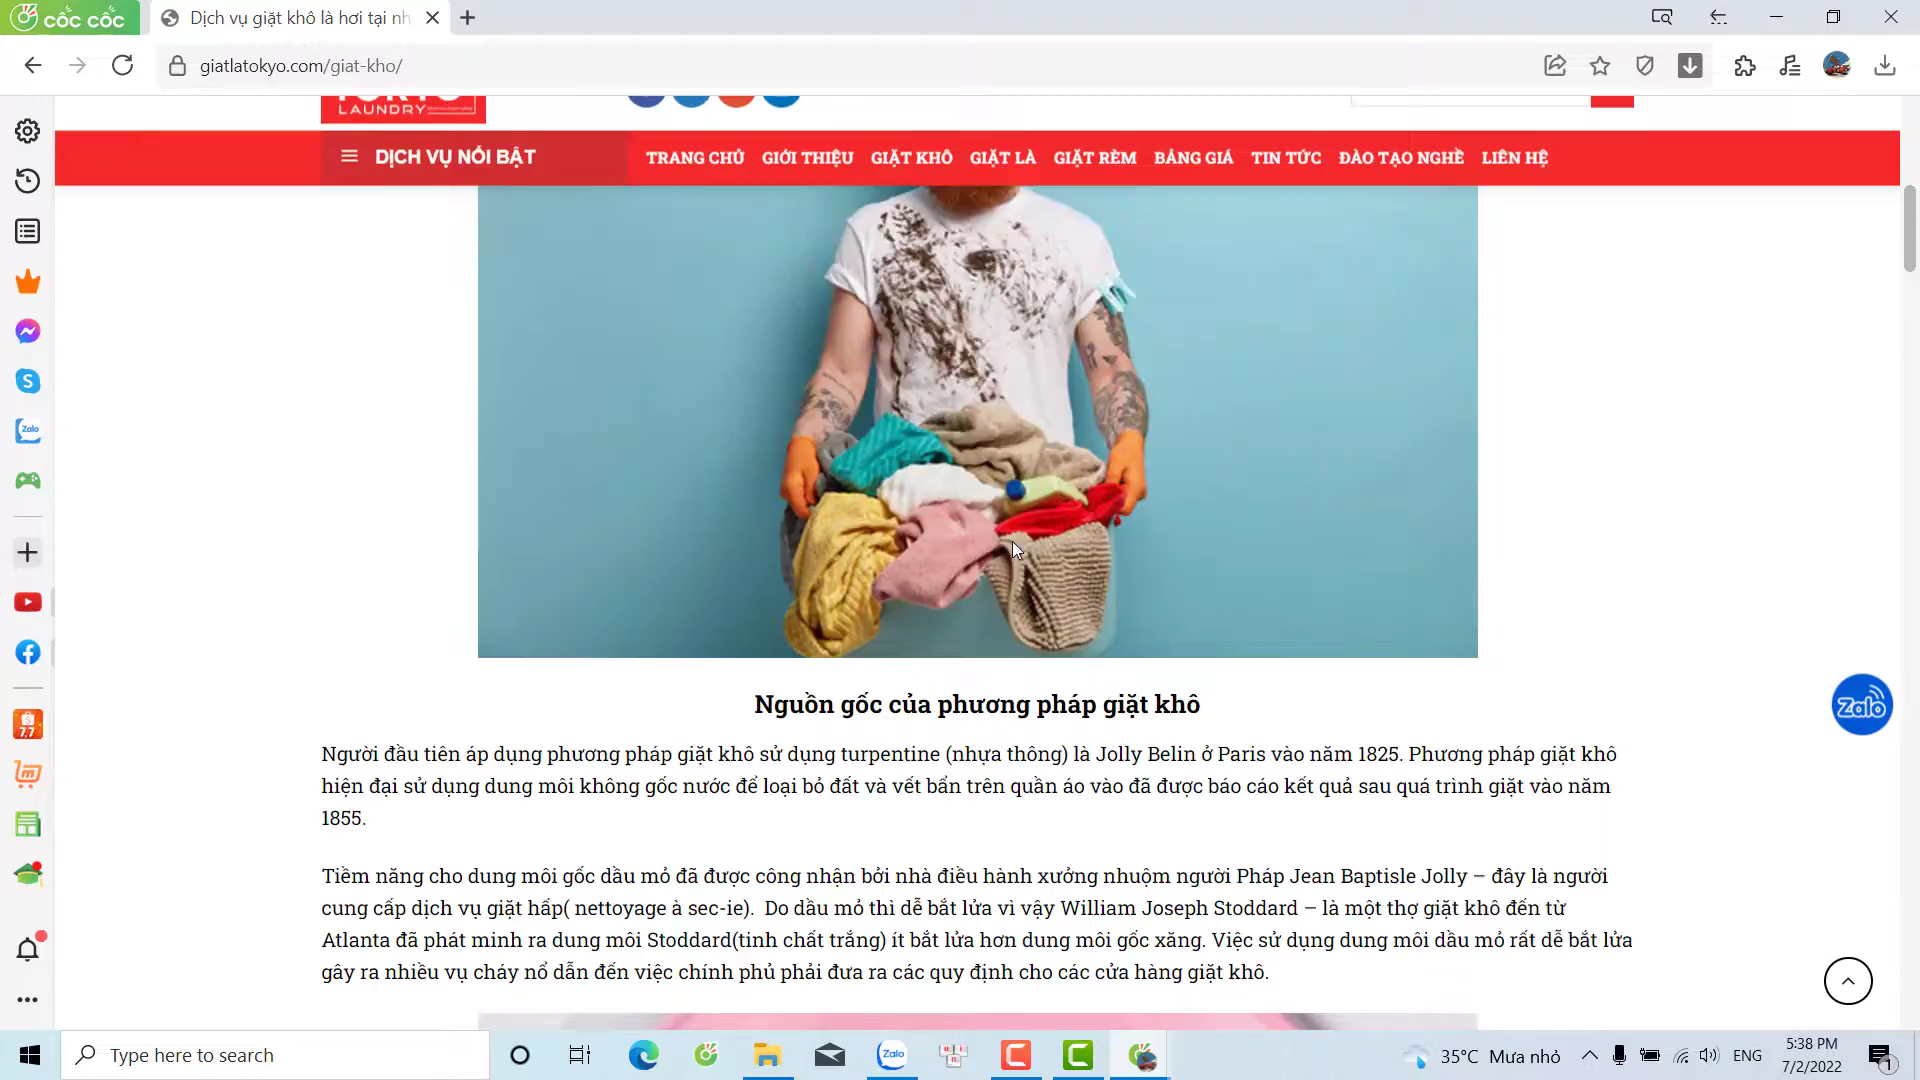 cốc cốc
Dịch vụ giặt khô là hơi tại nh
giatlatokyo.com/giat-kho/
LAUNDRY
DỊCH VỤ NỔI BẬT
TRANG CHỦ GIỚI THIỆU GIẶT KHÔ GIẶT LÀ GIẶT RÈM BẢNG GIÁ TIN TỨC ĐÀO TẠO NGHỀ LIÊN HỆ
Zalo
7.7
Nguồn gốc của phương pháp giặt khô
Zalo
Người đầu tiên áp dụng phương pháp giặt khô sử dụng turpentine (nhựa thông) là Jolly Belin ở Paris vào năm 1825. Phương pháp giặt khô
hiện đại sử dụng dung môi không gốc nước để loại bỏ đất và vết bẩn trên quần áo vào đã được báo cáo kết quả sau quá trình giặt vào năm
1855.
Tiềm năng cho dung môi gốc dầu mỏ đã được công nhận bởi nhà điều hành xưởng nhuộm người Pháp Jean Baptisle Jolly – đây là người
cung cấp dịch vụ giặt hấp( nettoyage à sec-ie). Do dầu mỏ thì dễ bắt lửa vì vậy William Joseph Stoddard – là một thợ giặt khô đến từ
Atlanta đã phát minh ra dung môi Stoddard(tinh chất trắng) ít bắt lửa hơn dung môi gốc xăng. Việc sử dụng dung môi dầu mỏ rất dễ bắt lửa
gây ra nhiều vụ cháy nổ dẫn đến việc chính phủ phải đưa ra các quy định cho các cửa hàng giặt khô.
Type here to search
Zalo
35°C Mưa nhỏ
ENG
5:38 PM
7/2/2022
1